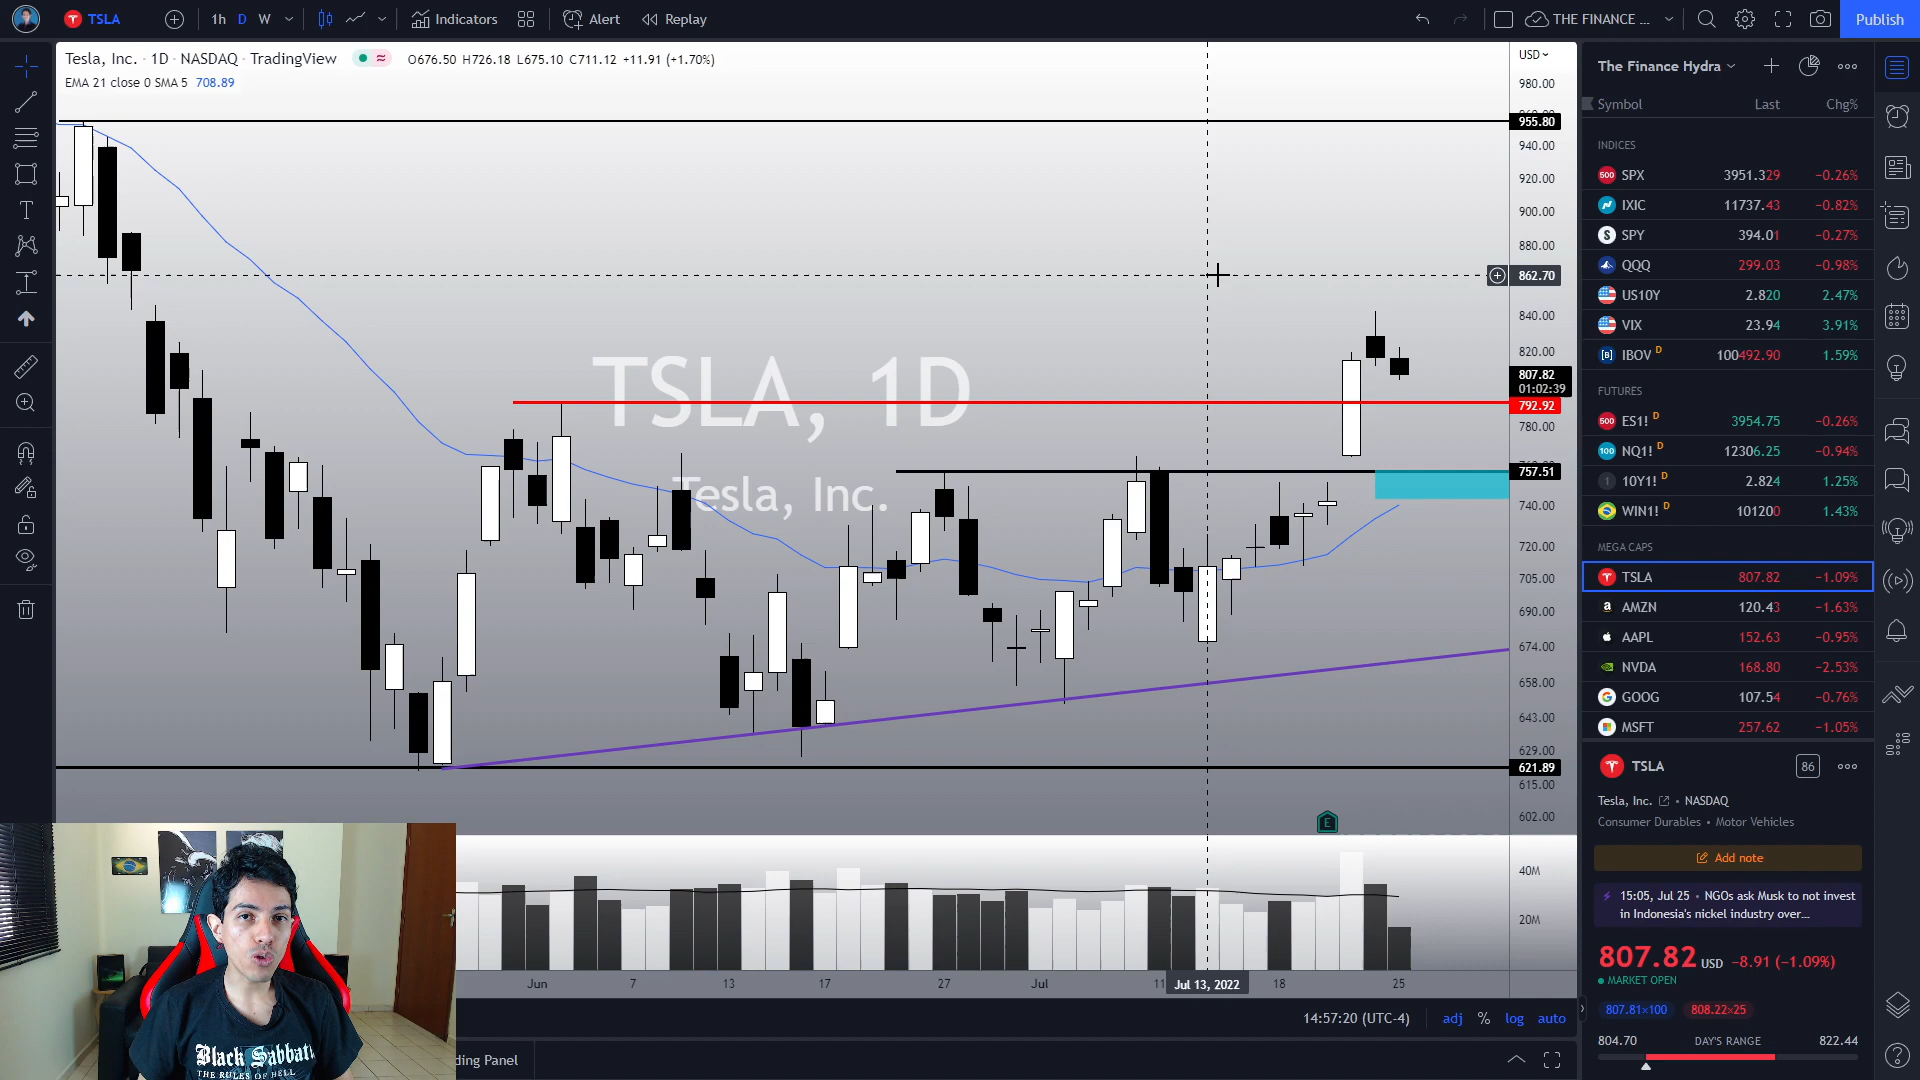 TSLA
1h D W
Indicators
Alert
Replay
THE FINANCE ...
Publish
Tesla, Inc. · 1D · NASDAQ · TradingView
O676.50 H726.18 L675.10 C711.12 +11.91 (+1.70%)
EMA 21 close 0 SMA 5 708.89
USD
980.00
955.80
940.00
920.00
900.00
880.00
862.70
840.00
820.00
807.82
01:02:39
792.92
780.00
757.51
740.00
720.00
705.00
690.00
674.00
658.00
643.00
629.00
621.89
615.00
602.00
TSLA, 1D
Tesla, Inc.
E
40M
20M
Jun 7 13 17 27 Jul 11 Jul 13, 2022 18 25
14:57:20 (UTC-4) adj % log auto
ding Panel
Black Sabbath
THE RULES OF HELL
The Finance Hydra
Symbol Last Chg%
INDICES
500 SPX 3951.329 −0.26%
IXIC 11737.43 −0.82%
S SPY 394.01 −0.27%
QQQ 299.03 −0.98%
US10Y 2.820 2.47%
VIX 23.94 3.91%
[B] IBOV D 100492.90 1.59%
FUTURES
500 ES1! D 3954.75 −0.26%
100 NQ1! D 12306.25 −0.94%
10Y1! D 2.824 1.25%
WIN1! D 101200 1.43%
MEGA CAPS
TSLA 807.82 −1.09%
a AMZN 120.43 −1.63%
AAPL 152.63 −0.95%
NVDA 168.80 −2.53%
G GOOG 107.54 −0.76%
MSFT 257.62 −1.05%
TSLA 86
Tesla, Inc. • NASDAQ
Consumer Durables • Motor Vehicles
Add note
15:05, Jul 25 • NGOs ask Musk to not invest
in Indonesia's nickel industry over...
807.82 USD −8.91 (−1.09%)
MARKET OPEN
807.81×100 808.22×25
804.70 DAY'S RANGE 822.44